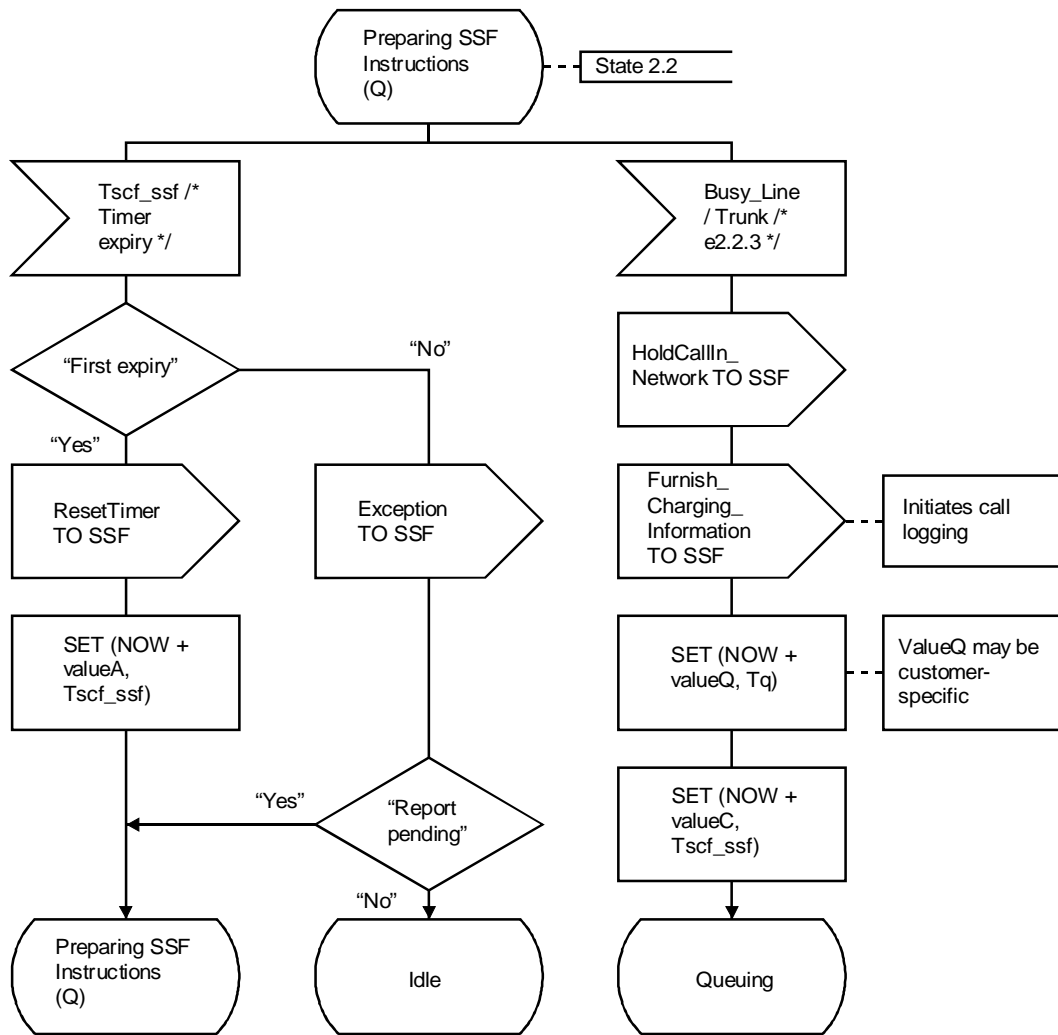 Preparing SSF
Instructions
(Q)
State 2.2
Tscf_ssf /*
Timer
expiry */
Busy_Line
/ Trunk /*
e2.2.3 */
“First expiry”
“No”
HoldCallIn_
Network TO SSF
“Yes”
ResetTimer
TO SSF
Exception
TO SSF
Furnish_
Charging_
Information
TO SSF
Initiates call
logging
SET (NOW +
valueA,
Tscf_ssf)
SET (NOW +
valueQ, Tq)
ValueQ may be
customer-
specific
“Yes”
“Report
pending”
SET (NOW +
valueC,
Tscf_ssf)
“No”
Preparing SSF
Instructions
(Q)
Idle
Queuing